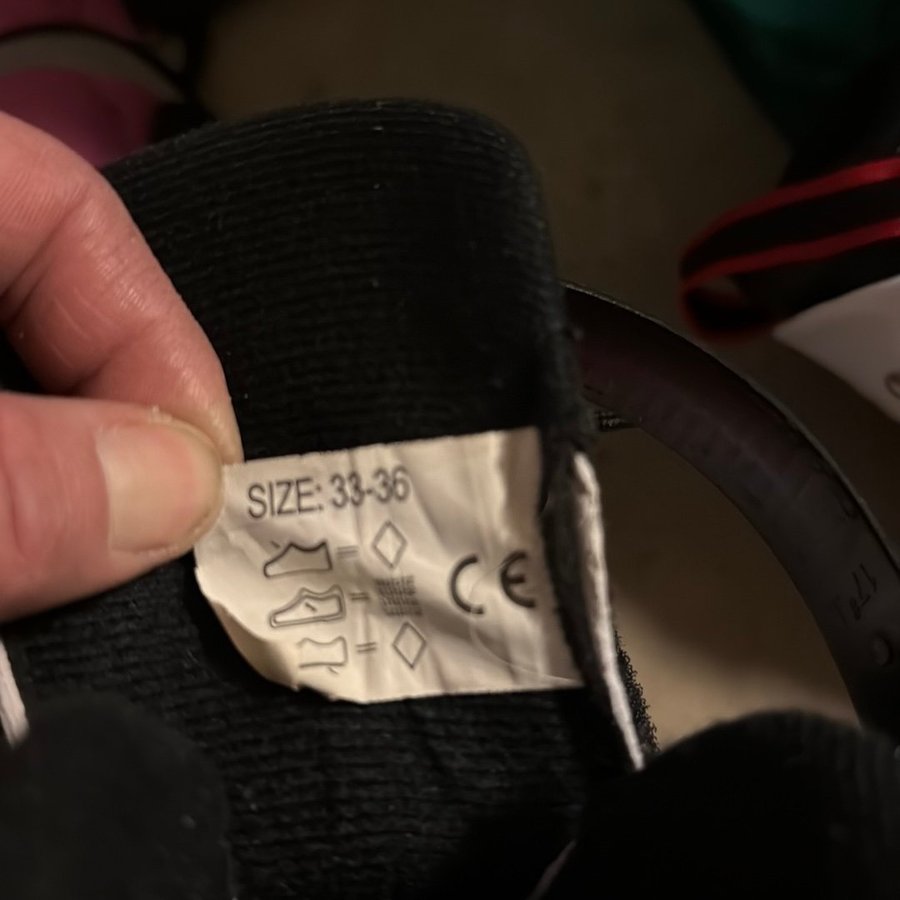 SIZE: 33-36
=
=
=
CE